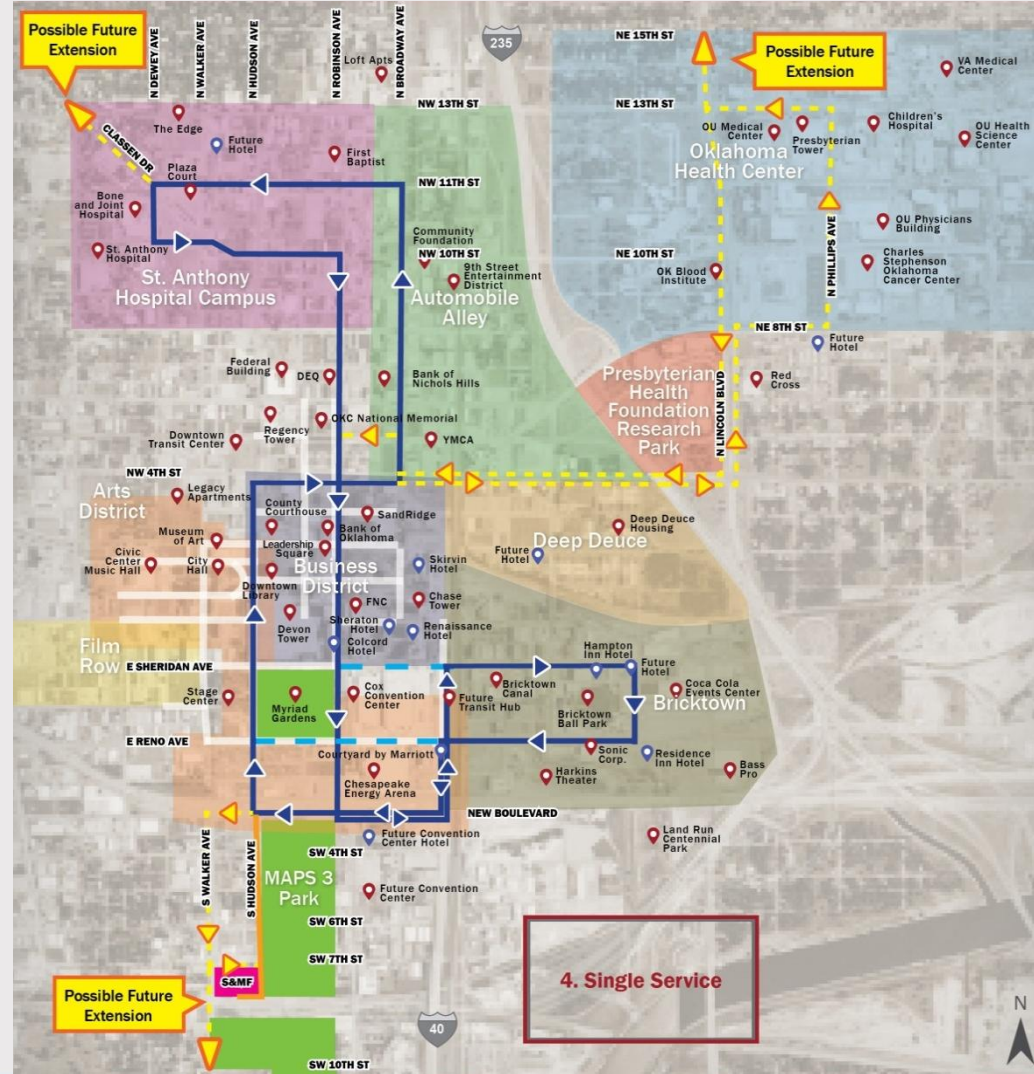 Possible Future
Extension
N DEWEY AVE
N WALKER AVE
N HUDSON AVE
N ROBINSON AVE
N BROADWAY AVE
Loft Apts
235
NE 15TH ST
Possible Future
Extension
VA Medical
Center
NW 13TH ST
NE 13TH ST
The Edge
Future
Hotel
First
Baptist
CLASSEN DR
OU Medical
Center
Presbyterian
Tower
Children's
Hospital
OU Health
Science
Center
Oklahoma
Health Center
Plaza
Court
NW 11TH ST
Bone
and Joint
Hospital
N PHILLIPS AVE
OU Physicians
Building
St. Anthony
Hospital
Community
Foundation
NW 10TH ST
NE 10TH ST
9th Street
Entertainment
District
OK Blood
Institute
Charles
Stephenson
Oklahoma
Cancer Center
St. Anthony
Hospital Campus
Automobile
Alley
NE 8TH ST
Future
Hotel
Federal
Building
DEQ
Bank of
Nichols Hills
Presbyterian
Health
Foundation
Research
Park
N LINCOLN BLVD
Red
Cross
OKC National Memorial
Regency
Tower
Downtown
Transit Center
YMCA
NW 4TH ST
Arts
District
Legacy
Apartments
County
Courthouse
SandRidge
Bank of
Oklahoma
Deep Deuce
Housing
Deep Deuce
Museum
of Art
Leadership
Square
Future
Hotel
Civic
Center
Music Hall
City
Hall
Business
District
Skirvin
Hotel
Downtown
Library
Devon
Tower
FNC
Chase
Tower
Sheraton
Hotel
Renaissance
Hotel
Colcord
Hotel
Film
Row
E SHERIDAN AVE
Hampton
Inn Hotel
Future
Hotel
Stage
Center
Myriad
Gardens
Cox
Convention
Center
Future
Transit Hub
Bricktown
Canal
Bricktown
Ball Park
Coca Cola
Events Center
Bricktown
E RENO AVE
Courtyard by Marriott
Sonic
Corp.
Residence
Inn Hotel
Chesapeake
Energy Arena
Harkins
Theater
Bass
Pro
NEW BOULEVARD
Future Convention
Center Hotel
Land Run
Centennial
Park
S WALKER AVE
S HUDSON AVE
SW 4TH ST
MAPS 3
Park
Future Convention
Center
SW 6TH ST
SW 7TH ST
S&MF
4. Single Service
Possible Future
Extension
40
N
SW 10TH ST